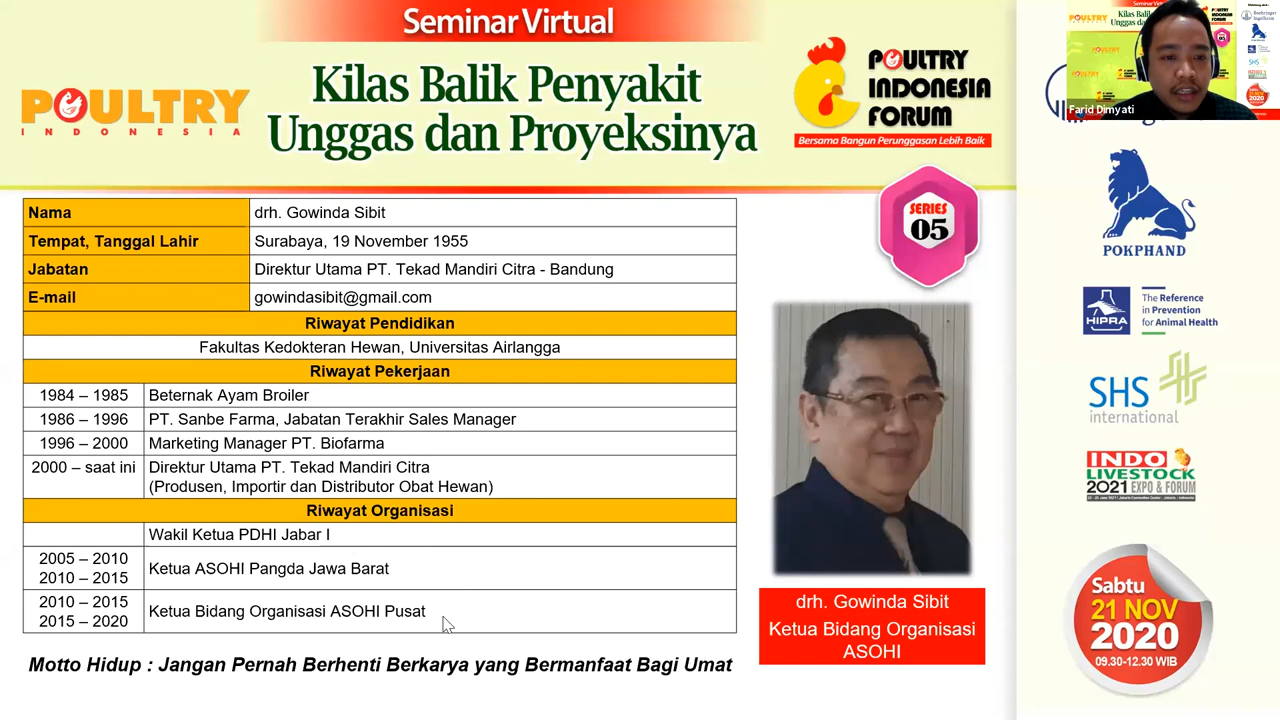 Seminar Virtual
POULTRY
INDONESIA
Kilas Balik Penyakit
Unggas dan Proyeksinya
POULTRY
INDONESIA
FORUM
Bersama Bangun Perunggasan Lebih Baik
SERIES
05
Nama drh. Gowinda Sibit
Tempat, Tanggal Lahir Surabaya, 19 November 1955
Jabatan Direktur Utama PT. Tekad Mandiri Citra - Bandung
E-mail gowindasibit@gmail.com
Riwayat Pendidikan
Fakultas Kedokteran Hewan, Universitas Airlangga
Riwayat Pekerjaan
1984 – 1985 Beternak Ayam Broiler
1986 – 1996 PT. Sanbe Farma, Jabatan Terakhir Sales Manager
1996 – 2000 Marketing Manager PT. Biofarma
2000 – saat ini Direktur Utama PT. Tekad Mandiri Citra
(Produsen, Importir dan Distributor Obat Hewan)
Riwayat Organisasi
Wakil Ketua PDHI Jabar I
2005 – 2010
2010 – 2015
Ketua ASOHI Pangda Jawa Barat
2010 – 2015
2015 – 2020
Ketua Bidang Organisasi ASOHI Pusat
Motto Hidup : Jangan Pernah Berhenti Berkarya yang Bermanfaat Bagi Umat
drh. Gowinda Sibit
Ketua Bidang Organisasi
ASOHI
Kilas Balik
Unggas dan
Boehringer
Ingelheim
Farid Dimyati
POKPHAND
HIPRA
The Reference
in Prevention
for Animal Health
SHS
international
INDO
LIVESTOCK
2021 EXPO & FORUM
Sabtu
21 NOV
2020
09.30-12.30 WIB